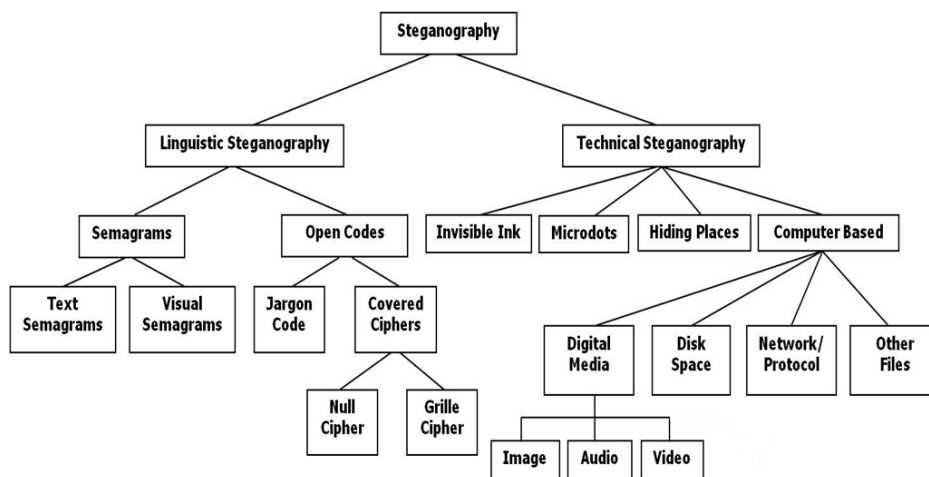 Steganography
Linguistic Steganography
Technical Steganography
Semagrams
Open Codes
Invisible Ink
Microdots
Hiding Places
Computer Based
Text
Semagrams
Visual
Semagrams
Jargon
Code
Covered
Ciphers
Digital
Media
Disk
Space
Network/
Protocol
Other
Files
Null
Cipher
Grille
Cipher
Image
Audio
Video